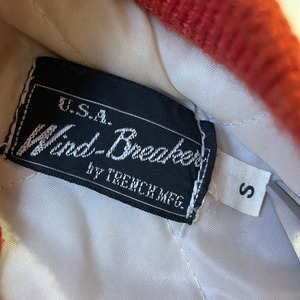 U.S.A.
Wind-Breaker
by TRENCH MFG.
S